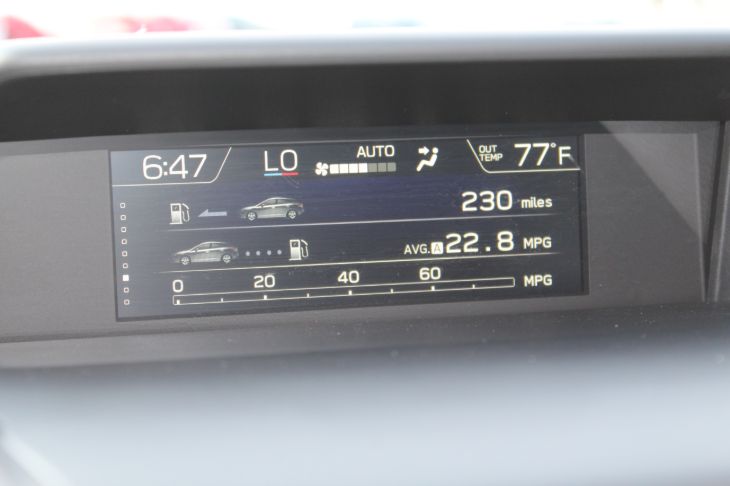 6:47 LO AUTO OUT TEMP 77°F
230 miles
AVG. A 22.8 MPG
0 20 40 60 MPG